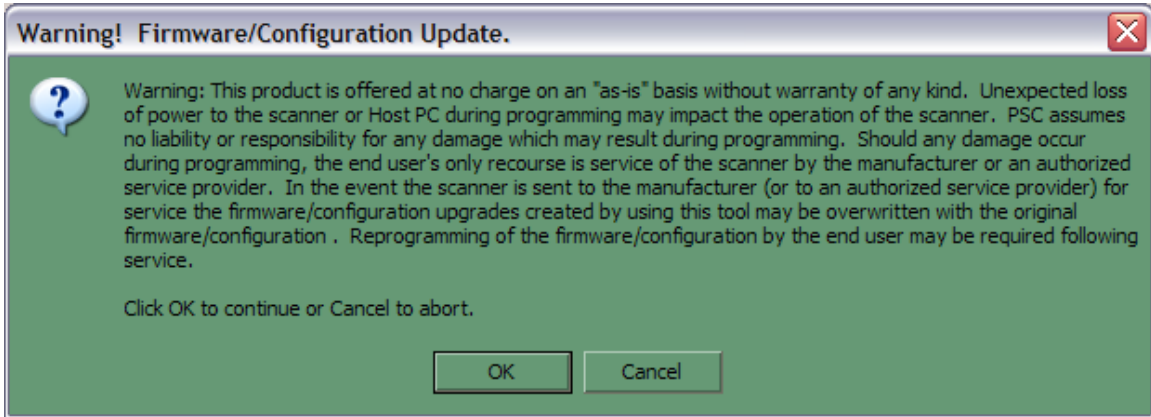 Warning!  Firmware/Configuration Update.
Warning: This product is offered at no charge on an "as-is" basis without warranty of any kind.  Unexpected loss
of power to the scanner or Host PC during programming may impact the operation of the scanner.  PSC assumes
no liability or responsibility for any damage which may result during programming.  Should any damage occur
during programming, the end user's only recourse is service of the scanner by the manufacturer or an authorized
service provider.  In the event the scanner is sent to the manufacturer (or to an authorized service provider) for
service the firmware/configuration upgrades created by using this tool may be overwritten with the original
firmware/configuration .  Reprogramming of the firmware/configuration by the end user may be required following
service.
Click OK to continue or Cancel to abort.
OK
Cancel